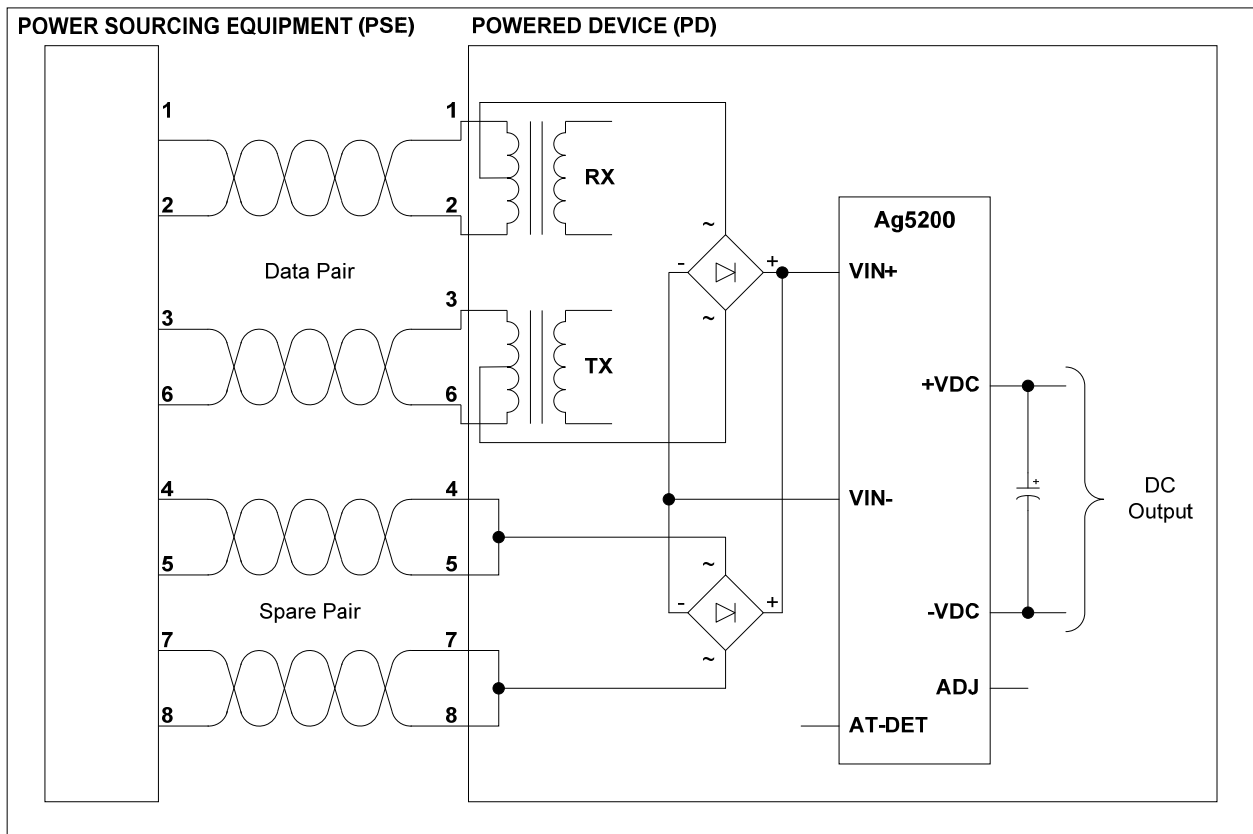 POWER SOURCING EQUIPMENT (PSE)
POWERED DEVICE (PD)
1
1
RX
2
2
Data Pair
3
3
TX
6
6
4
4
5
5
Spare Pair
7
7
8
8
~
-
+
~
~
-
+
~
Ag5200
VIN+
+VDC
VIN-
-VDC
ADJ
AT-DET
+
DC
Output